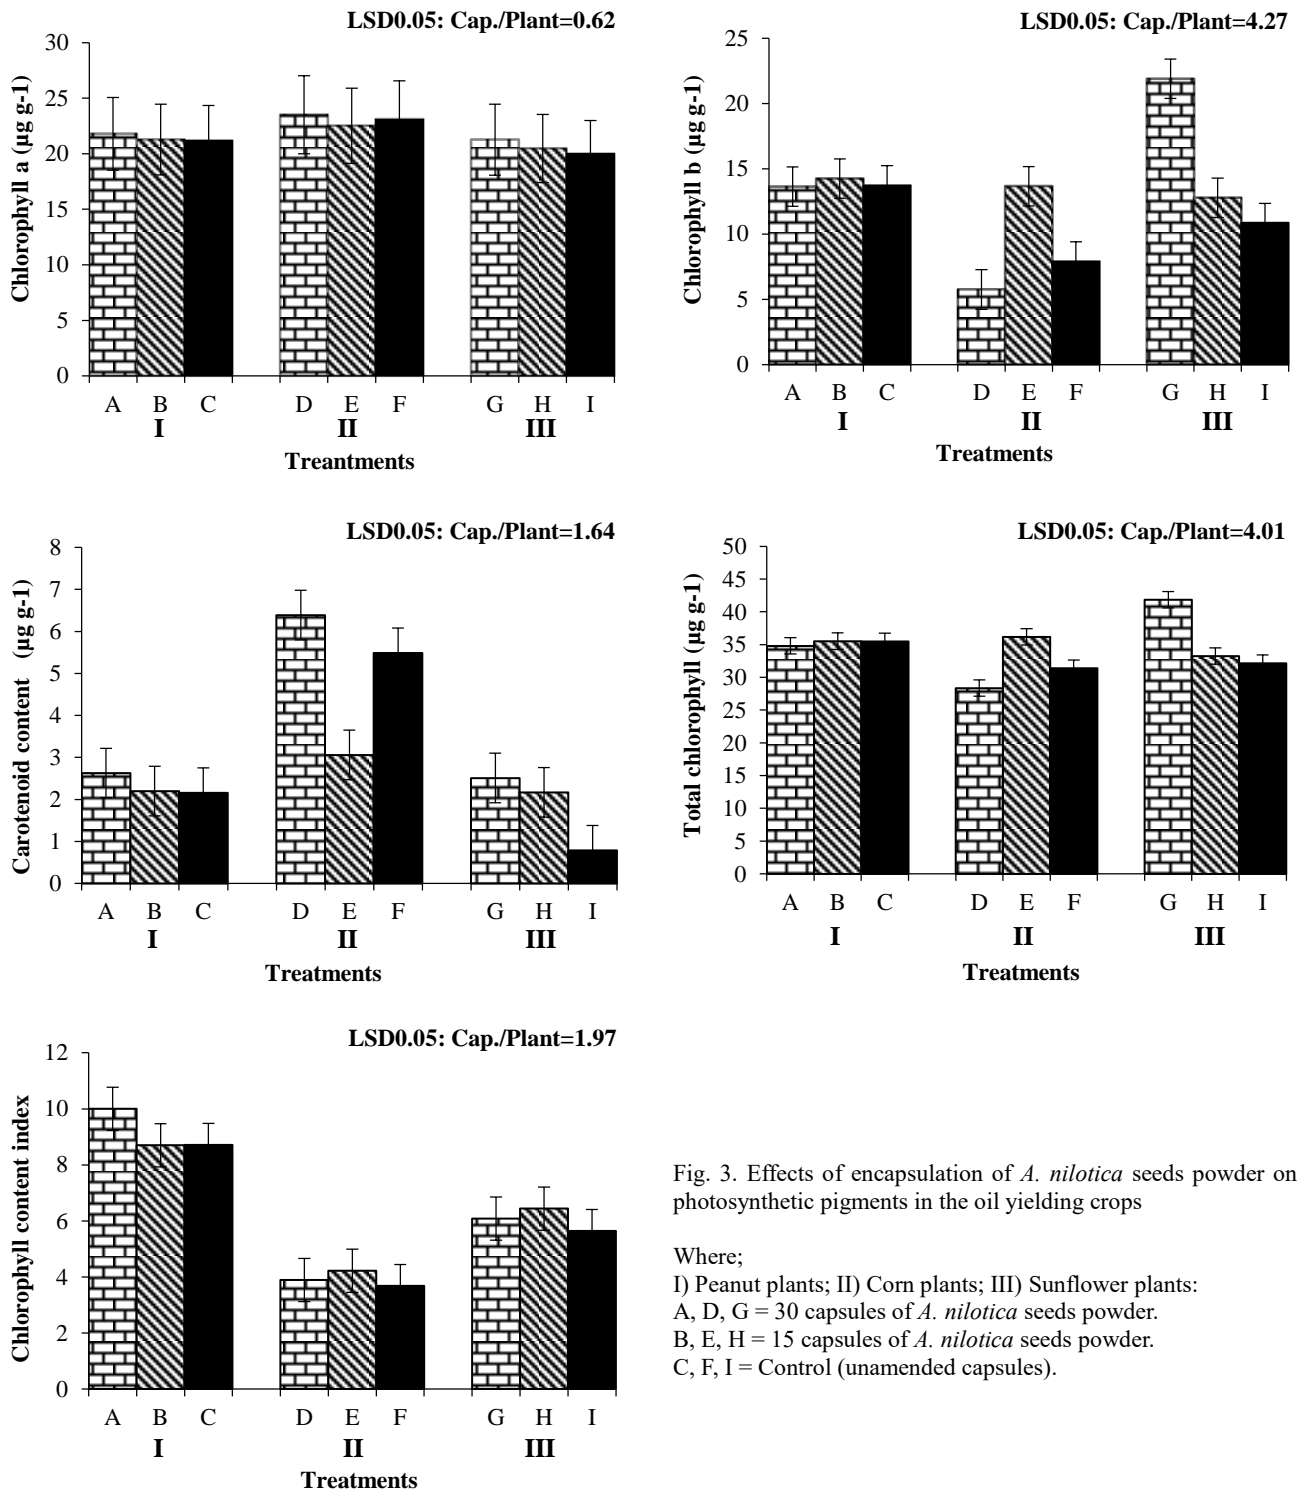 LSD0.05: Cap./Plant=0.62
30
25
20
15
10
5
0
Chlorophyll a (µg g-1)
A B C D E F G H I
I II III
Treantments
LSD0.05: Cap./Plant=4.27
25
20
15
10
5
0
Chlorophyll b (µg g-1)
A B C D E F G H I
I II III
Treatments
LSD0.05: Cap./Plant=1.64
8
7
6
5
4
3
2
1
0
Carotenoid content (µg g-1)
A B C D E F G H I
I II III
Treatments
LSD0.05: Cap./Plant=4.01
50
45
40
35
30
25
20
15
10
5
0
Total chlorophyll (µg g-1)
A B C D E F G H I
I II III
Treatments
LSD0.05: Cap./Plant=1.97
12
10
8
6
4
2
0
Chlorophyll content index
A B C D E F G H I
I II III
Treatments
Fig. 3. Effects of encapsulation of A. nilotica seeds powder on
photosynthetic pigments in the oil yielding crops
Where;
I) Peanut plants; II) Corn plants; III) Sunflower plants:
A, D, G = 30 capsules of A. nilotica seeds powder.
B, E, H = 15 capsules of A. nilotica seeds powder.
C, F, I = Control (unamended capsules).